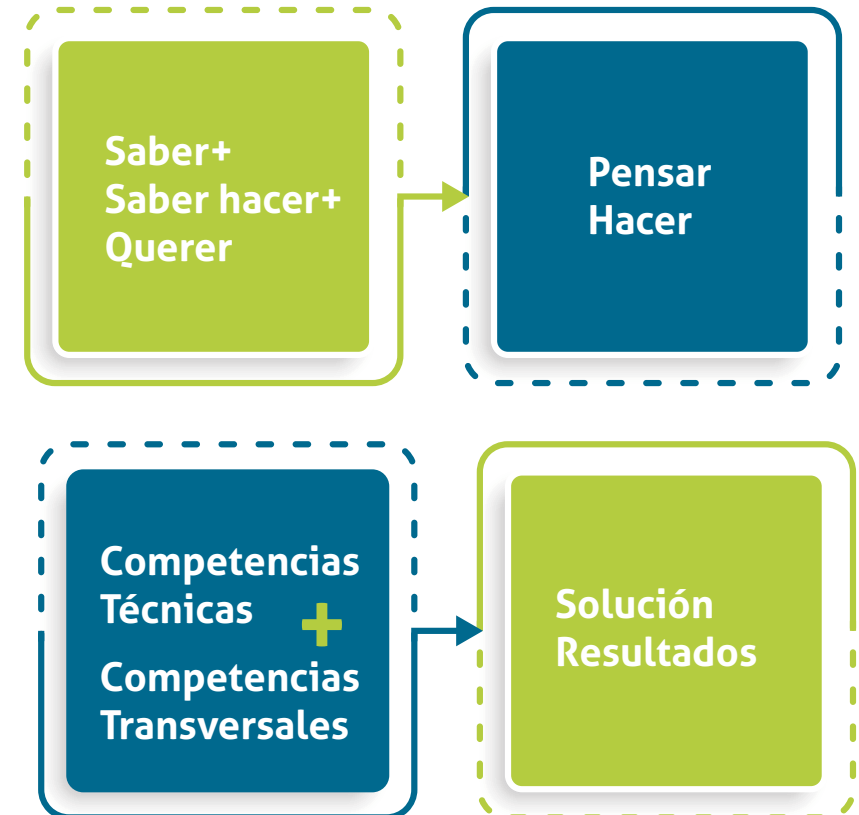 Saber+
Saber hacer+
Querer
Pensar
Hacer
Competencias
Técnicas
+
Competencias
Transversales
Solución
Resultados